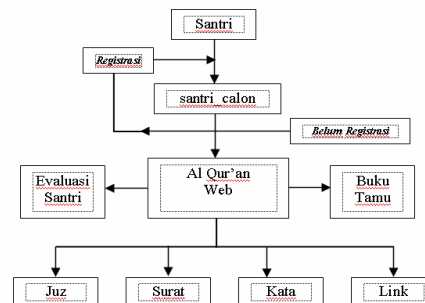 Santri
Registrasi
santri_calon
Belum Registrasi
Evaluasi
Santri
Al Qur'an
Web
Buku
Tamu
Juz
Surat
Kata
Link